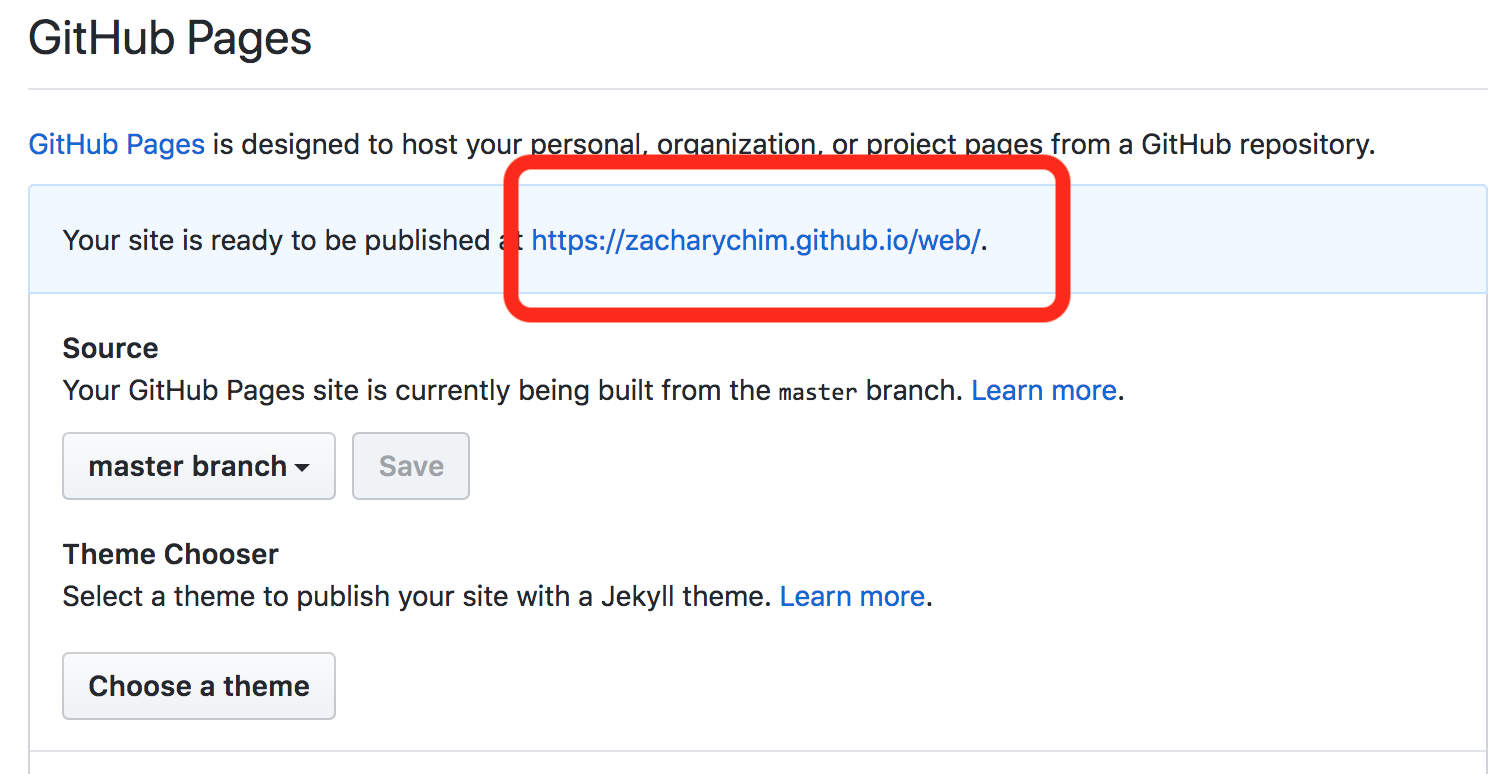 GitHub Pages
GitHub Pages is designed to host your personal, organization, or project pages from a GitHub repository.
Your site is ready to be published at https://zacharychim.github.io/web/.
Source
Your GitHub Pages site is currently being built from the master branch. Learn more.
master branch
Save
Theme Chooser
Select a theme to publish your site with a Jekyll theme. Learn more.
Choose a theme